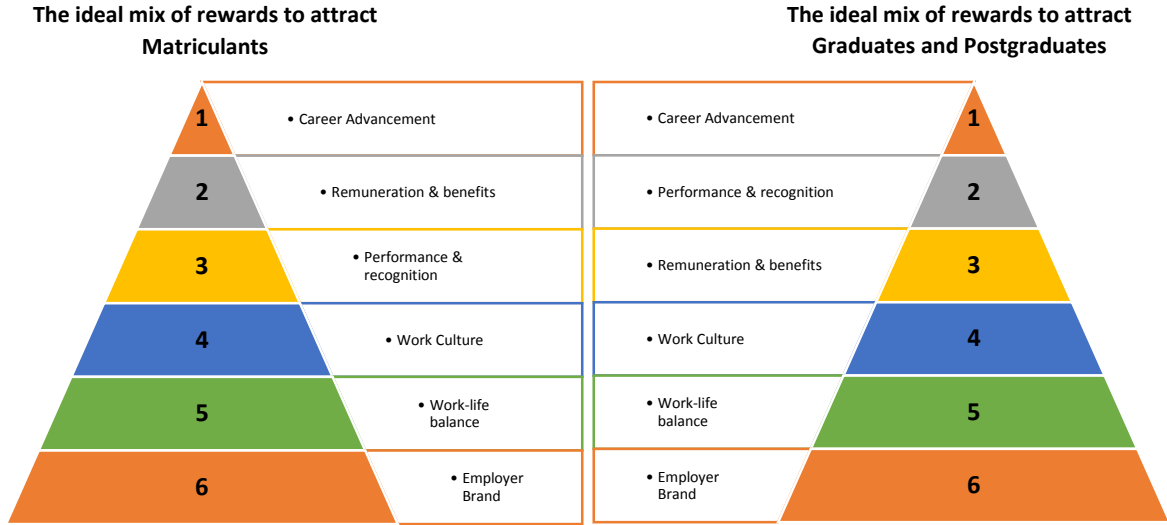 The ideal mix of rewards to attract
Matriculants
1
• Career Advancement
2
• Remuneration & benefits
3
• Performance &
recognition
4
• Work Culture
5
• Work-life
balance
6
• Employer
Brand
The ideal mix of rewards to attract
Graduates and Postgraduates
• Career Advancement
1
• Performance & recognition
2
• Remuneration & benefits
3
• Work Culture
4
• Work-life
balance
5
• Employer
Brand
6